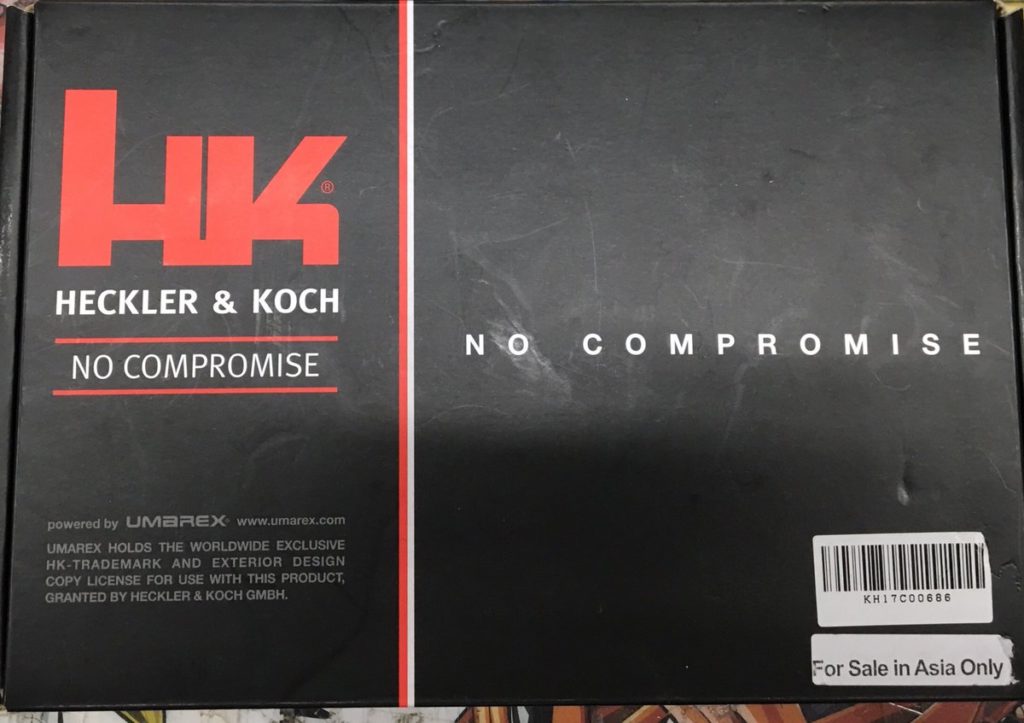 HK®
HECKLER & KOCH
NO COMPROMISE
NO COMPROMISE
powered by UMAREX® www.umarex.com
UMAREX HOLDS THE WORLDWIDE EXCLUSIVE
HK-TRADEMARK AND EXTERIOR DESIGN
COPY LICENSE FOR USE WITH THIS PRODUCT,
GRANTED BY HECKLER & KOCH GMBH.
KH17C00686
For Sale in Asia Only